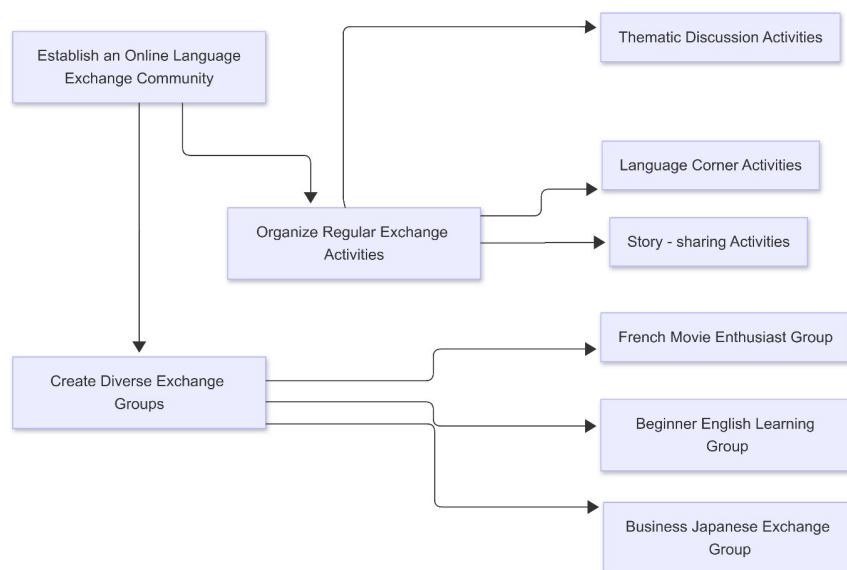 Establish an Online Language
Exchange Community
Thematic Discussion Activities
Language Corner Activities
Organize Regular Exchange
Activities
Story - sharing Activities
French Movie Enthusiast Group
Create Diverse Exchange
Groups
Beginner English Learning
Group
Business Japanese Exchange
Group